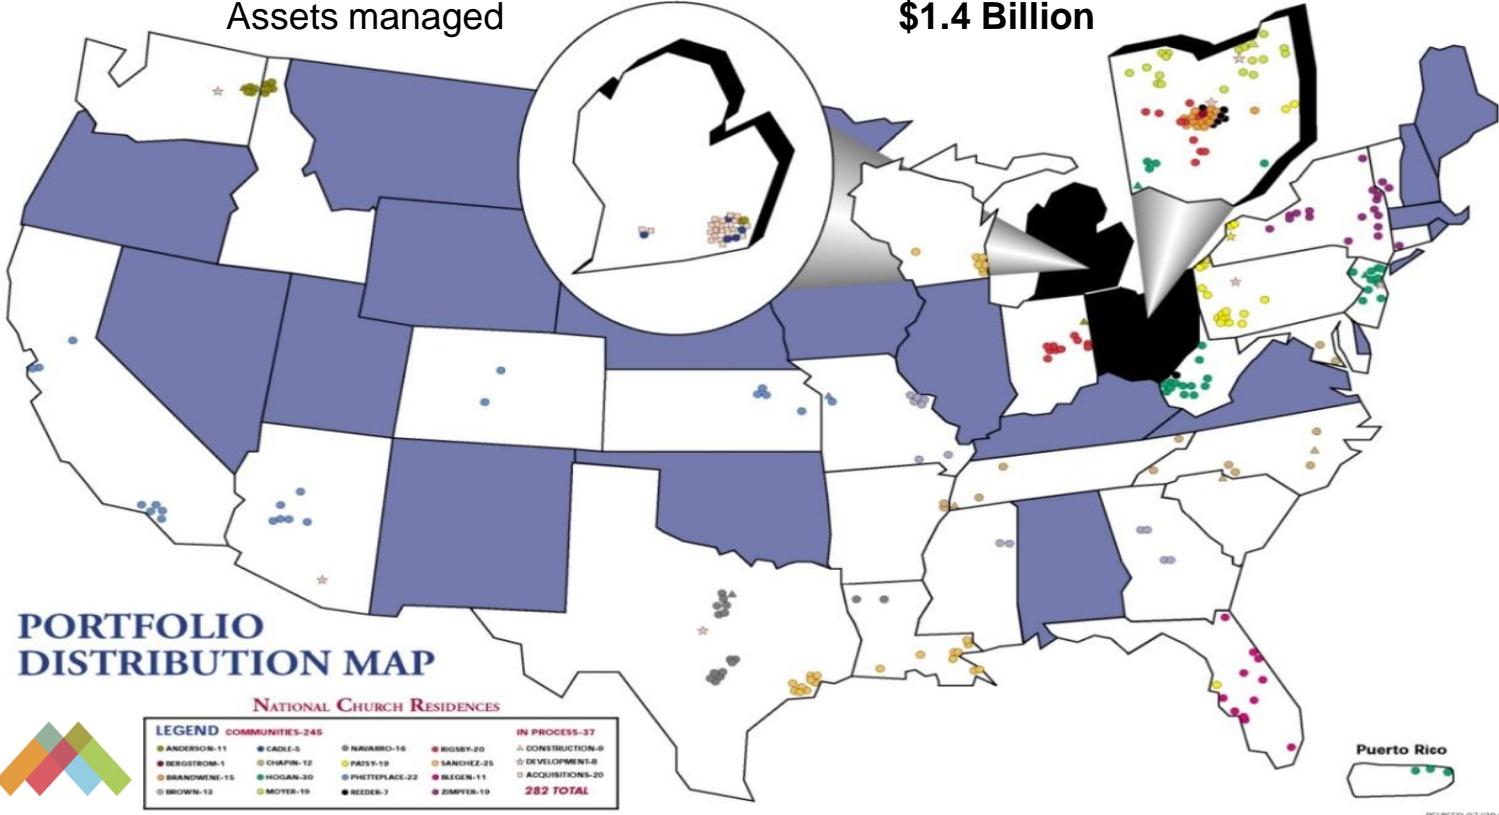 Assets managed $1.4 Billion
PORTFOLIO
DISTRIBUTION MAP
NATIONAL CHURCH RESIDENCES
LEGEND COMMUNITIES-245 IN PROCESS-37
ANDERSON-11 CADLE-5 NAVARRO-16 RIGSBY-20 CONSTRUCTION-9
BERGSTROM-1 CHAPIN-12 PATSY-19 SANCHEZ-25 DEVELOPMENT-8
BRANDWENE-15 HOGAN-30 PHETTEPLACE-22 BLEGEN-11 ACQUISITIONS-20
BROWN-13 MOYER-19 REEDER-7 ZIMPFER-19 282 TOTAL
Puerto Rico